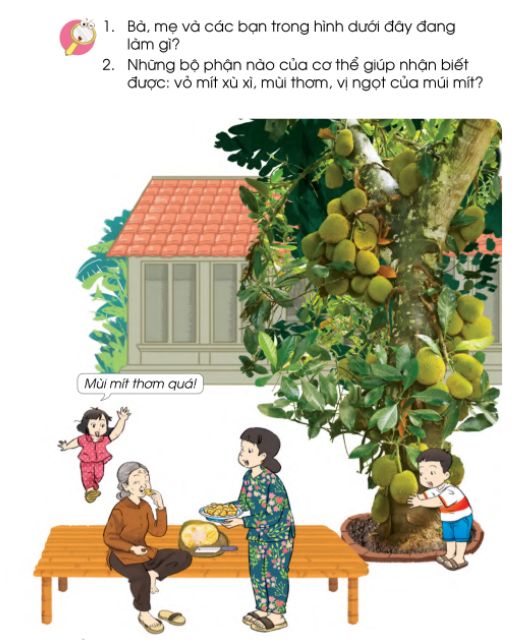 1. Bà, mẹ và các bạn trong hình dưới đây đang
làm gì?
2. Những bộ phận nào của cơ thể giúp nhận biết
được: vỏ mít xù xì, mùi thơm, vị ngọt của múi mít?
Mùi mít thơm quá!